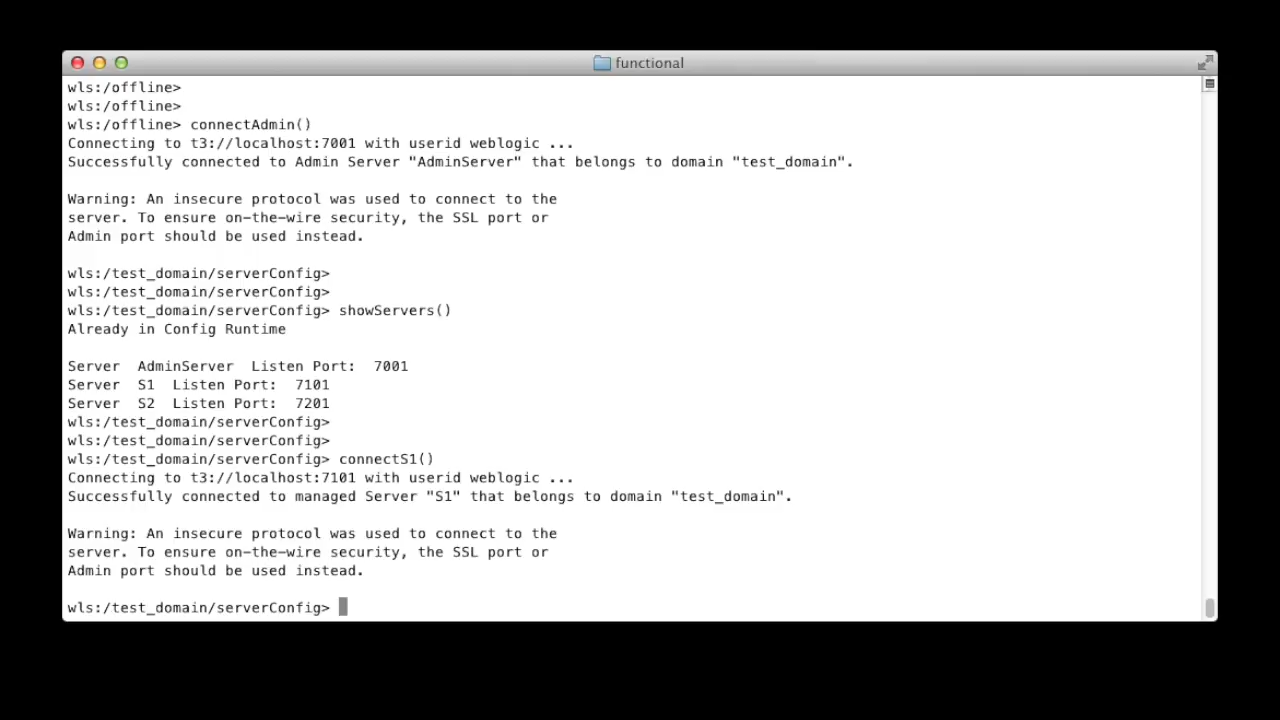 functional
wls:/offline>
wls:/offline>
wls:/offline> connectAdmin()
Connecting to t3://localhost:7001 with userid weblogic ...
Successfully connected to Admin Server "AdminServer" that belongs to domain "test_domain".
Warning: An insecure protocol was used to connect to the
server. To ensure on-the-wire security, the SSL port or
Admin port should be used instead.
wls:/test_domain/serverConfig>
wls:/test_domain/serverConfig>
wls:/test_domain/serverConfig> showServers()
Already in Config Runtime
Server  AdminServer  Listen Port:  7001
Server  S1  Listen Port:  7101
Server  S2  Listen Port:  7201
wls:/test_domain/serverConfig>
wls:/test_domain/serverConfig>
wls:/test_domain/serverConfig> connectS1()
Connecting to t3://localhost:7101 with userid weblogic ...
Successfully connected to managed Server "S1" that belongs to domain "test_domain".
Warning: An insecure protocol was used to connect to the
server. To ensure on-the-wire security, the SSL port or
Admin port should be used instead.
wls:/test_domain/serverConfig>